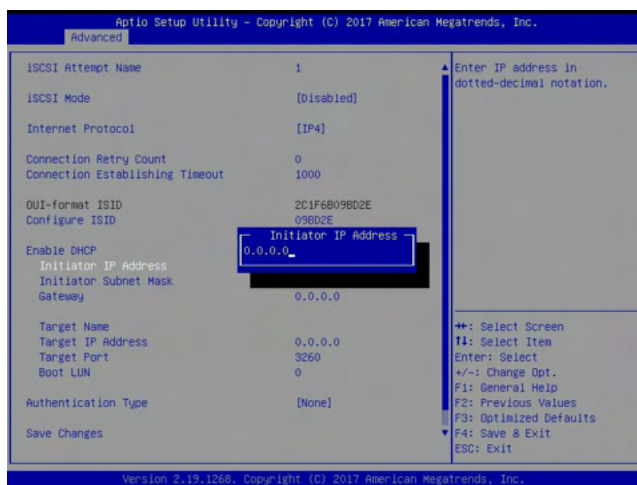 Aptio Setup Utility – Copyright (C) 2017 American Megatrends, Inc.
Advanced
iSCSI Attempt Name 1
iSCSI Mode [Disabled]
Internet Protocol [IP4]
Connection Retry Count 0
Connection Establishing Timeout 1000
OUI-format ISID 2C1F6B09BD2E
Configure ISID 09BD2E
Enable DHCP
Initiator IP Address
Initiator Subnet Mask
Gateway 0.0.0.0
Target Name
Target IP Address 0.0.0.0
Target Port 3260
Boot LUN 0
Authentication Type [None]
Save Changes
Initiator IP Address
0.0.0.0_
Enter IP address in
dotted-decimal notation.
→←: Select Screen
↑↓: Select Item
Enter: Select
+/-: Change Opt.
F1: General Help
F2: Previous Values
F3: Optimized Defaults
F4: Save & Exit
ESC: Exit
Version 2.19.1268. Copyright (C) 2017 American Megatrends, Inc.